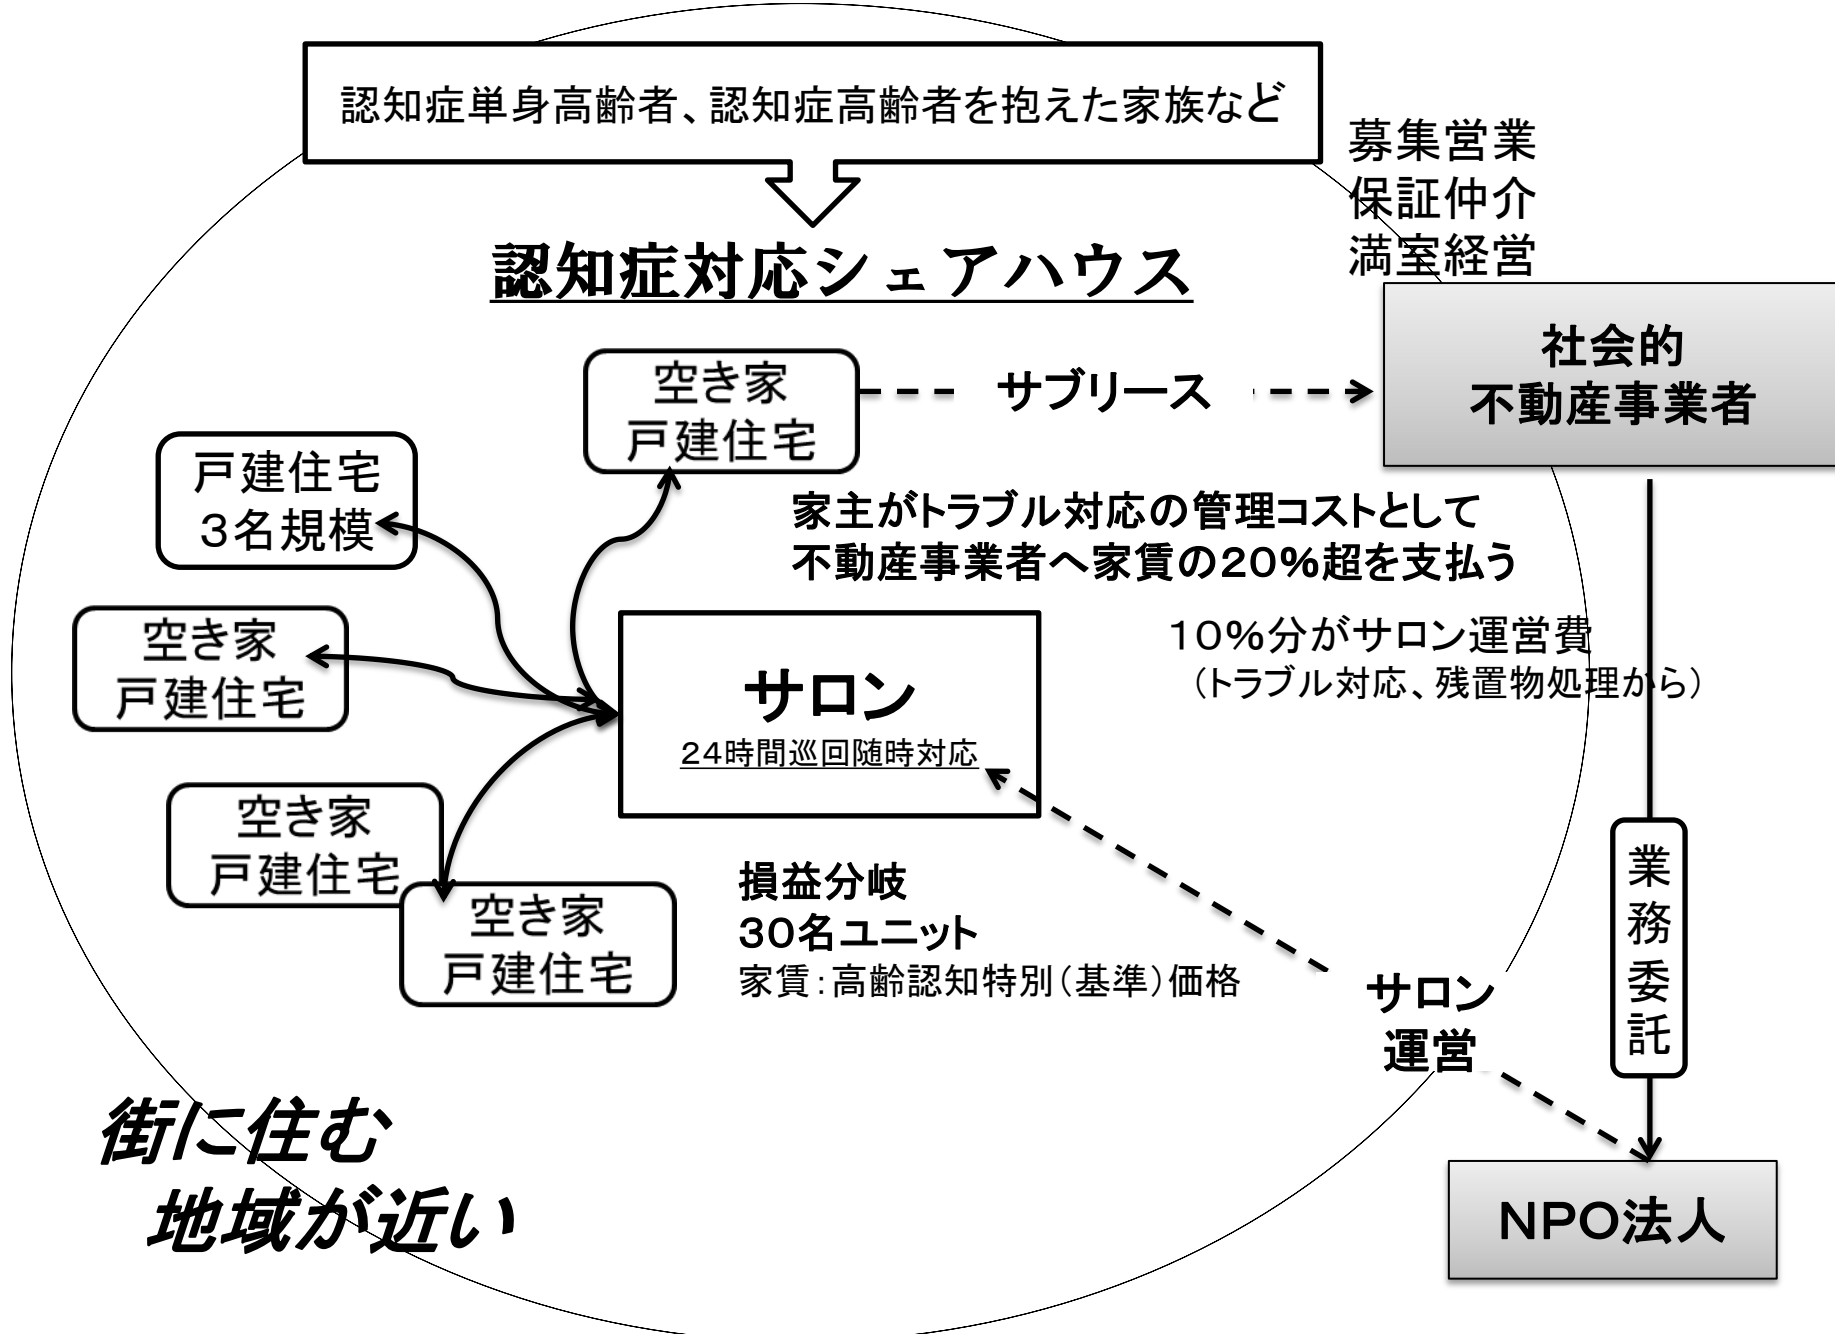 認知症単身高齢者、認知症高齢者を抱えた家族など
募集営業
保証仲介
満室経営
認知症対応シェアハウス
社会的
不動産事業者
空き家
戸建住宅
サブリース
戸建住宅
３名規模
家主がトラブル対応の管理コストとして
不動産事業者へ家賃の２０％超を支払う
空き家
戸建住宅
サロン
２４時間巡回随時対応
１０％分がサロン運営費
（トラブル対応、残置物処理から）
空き家
戸建住宅
空き家
戸建住宅
損益分岐
３０名ユニット
家賃：高齢認知特別（基準）価格
業務委託
サロン
運営
街に住む
地域が近い
ＮＰＯ法人